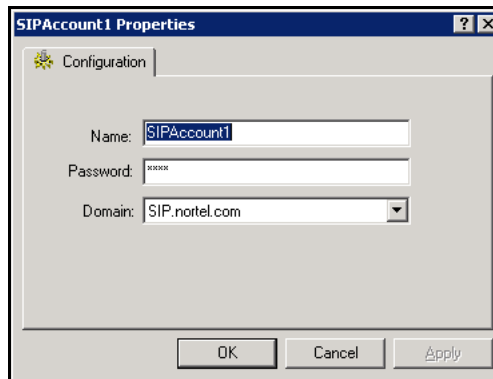 SIPAccount1 Properties
Configuration
Name: SIPAccount1
Password: ****
Domain: SIP.nortel.com
OK Cancel Apply